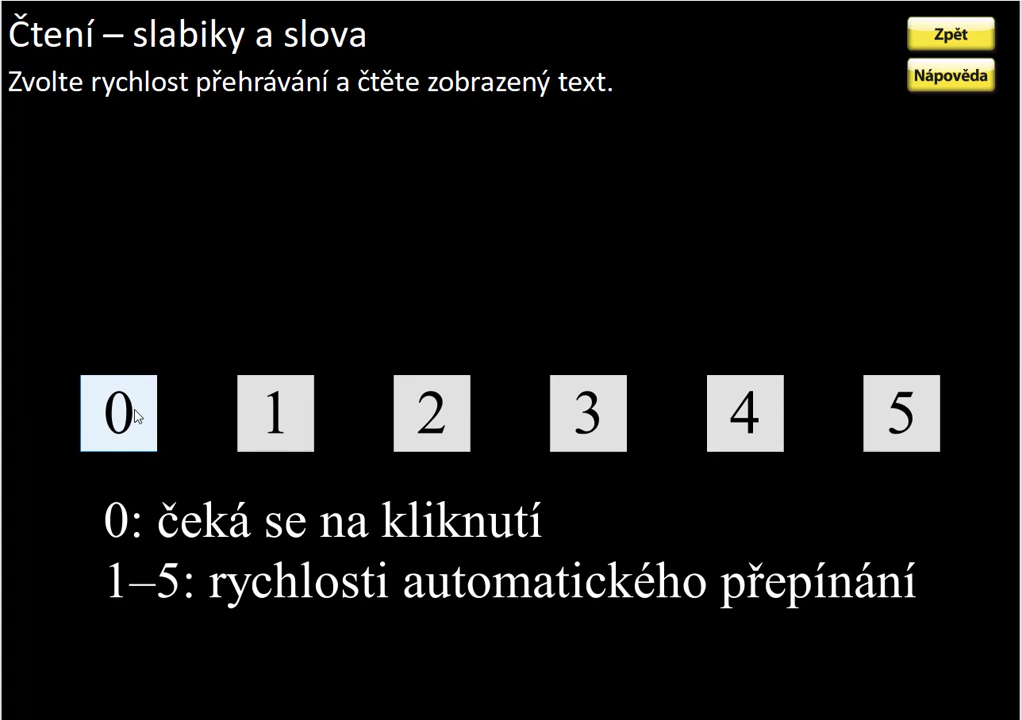 Čtení – slabiky a slova
Zpět
Zvolte rychlost přehrávání a čtěte zobrazený text.
Nápověda
0 1 2 3 4 5
0: čeká se na kliknutí
1–5: rychlosti automatického přepínání